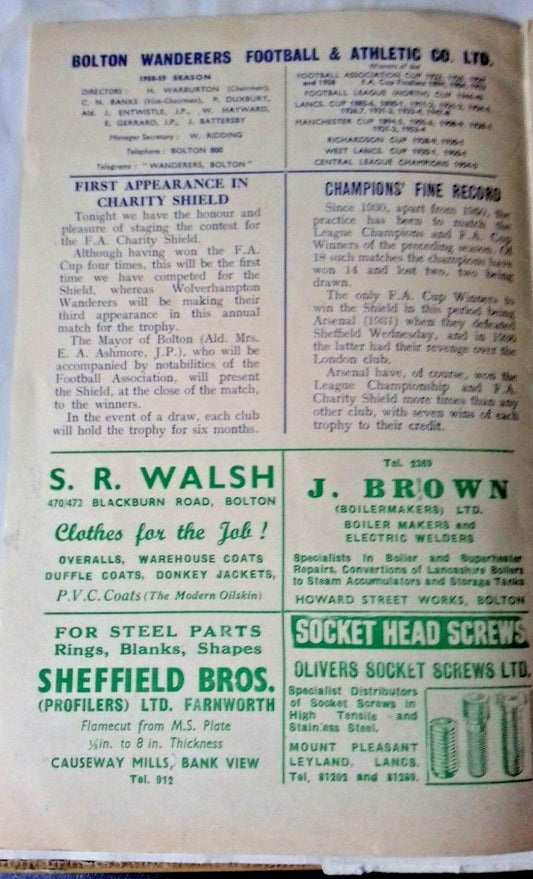 BOLTON WANDERERS FOOTBALL & ATHLETIC CO. LTD.
1958-59 SEASON
DIRECTORS : H. WARBURTON (Chairman),
C. N. BANKS (Vice-Chairman), P. DUXBURY,
Ald. J. ENTWISTLE, J.P., W. HAYWARD,
E. GERRARD, J.P., J. BATTERSBY
Manager Secretary : W. RIDDING
Telephone : BOLTON 800
Telegrams : "WANDERERS, BOLTON"
Winners of the
FOOTBALL ASSOCIATION CUP 1923, 1926, 1929
and 1958 F.A. Cup Finalists 1894, 1904, 1953
FOOTBALL LEAGUE (NORTH) CUP
LANCS. CUP
MANCHESTER CUP
RICHARDSON CUP
WEST LANCS. CUP
CENTRAL LEAGUE CHAMPIONS
FIRST APPEARANCE IN
CHARITY SHIELD
Tonight we have the honour and
pleasure of staging the contest for
the F.A. Charity Shield.
Although having won the F.A.
Cup four times, this will be the first
time we have competed for the
Shield, whereas Wolverhampton
Wanderers will be making their
third appearance in this annual
match for the trophy.
The Mayor of Bolton (Ald. Mrs.
E. A. Ashmore, J.P.), who will be
accompanied by notabilities of the
Football Association, will present
the Shield, at the close of the match,
to the winners.
In the event of a draw, each club
will hold the trophy for six months.
CHAMPIONS' FINE RECORD
Since 1930, apart from 1950, the
practice has been to match the
League Champions and F.A. Cup
Winners of the preceding season. Of
18 such matches the champions have
won 14 and lost two, two being
drawn.
The only F.A. Cup Winners to
win the Shield in this period being
Arsenal (1931) when they defeated
Sheffield Wednesday, and in
the latter had their revenge over the
London club.
Arsenal have, of course, won the
League Championship and F.A.
Charity Shield more times than any
other club, with seven wins of each
trophy to their credit.
S. R. WALSH
470/472 BLACKBURN ROAD, BOLTON
Clothes for the Job !
OVERALLS, WAREHOUSE COATS
DUFFLE COATS, DONKEY JACKETS,
P.V.C. Coats (The Modern Oilskin)
Tel. 2369
J. BROWN
(BOILERMAKERS) LTD.
BOILER MAKERS and
ELECTRIC WELDERS
Specialists in Boiler and Superheater
Repairs, Convertions of Lancashire Boilers
to Steam Accumulators and Storage Tanks
HOWARD STREET WORKS, BOLTON
FOR STEEL PARTS
Rings, Blanks, Shapes
SHEFFIELD BROS.
(PROFILERS) LTD. FARNWORTH
Flamecut from M.S. Plate
in. to 8 in. Thickness
CAUSEWAY MILLS, BANK VIEW
Tel. 912
SOCKET HEAD SCREWS
OLIVERS SOCKET SCREWS LTD.
Specialist Distributors
of Socket Screws in
High Tensile and
Stainless Steel.
MOUNT PLEASANT
LEYLAND, LANCS.
Tel. 81202 and 81289.